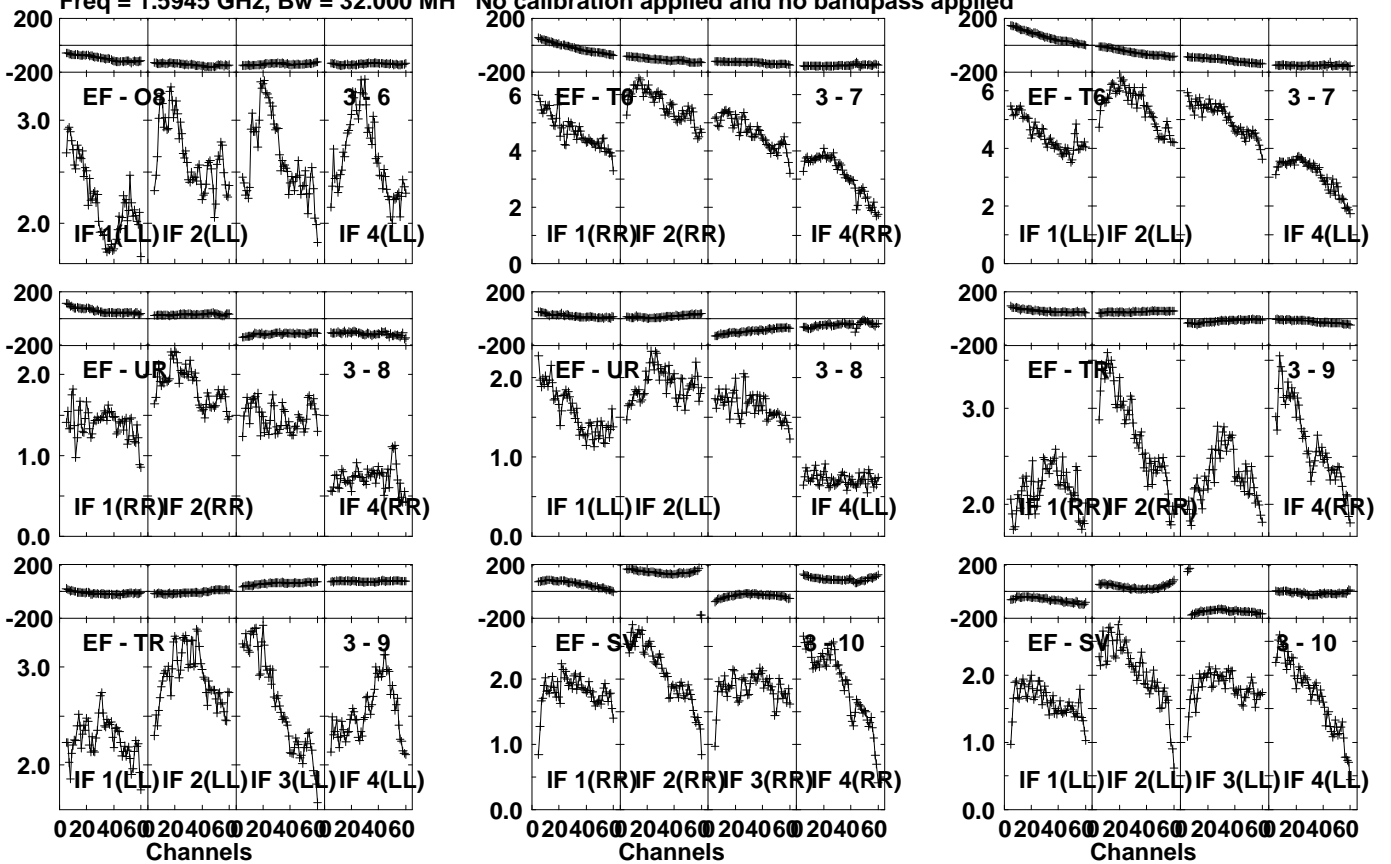 Freq = 1.5945 GHz, Bw = 32.000 MH No calibration applied and no bandpass applied
200 200 200
-200 -200 -200
EF - O8 3 - 6 EF - T6 3 - 7 EF - T6 3 - 7
3.0 6 6
4 4
2.0 2 2
IF 1(LL) IF 2(LL) IF 4(LL) IF 1(RR) IF 2(RR) IF 4(RR) IF 1(LL) IF 2(LL) IF 4(LL)
0 0
200 200 200
-200 -200 -200
EF - UR 3 - 8 EF - UR 3 - 8 EF - TR 3 - 9
2.0 2.0 3.0
1.0 1.0 2.0
IF 1(RR) IF 2(RR) IF 4(RR) IF 1(LL) IF 2(LL) IF 4(LL) IF 1(RR) IF 2(RR) IF 4(RR)
0.0 0.0
200 200 200
-200 -200 -200
EF - TR 3 - 9 EF - SV 3 - 10 EF - SV 3 - 10
3.0 2.0 2.0
2.0 1.0 1.0
IF 1(LL) IF 2(LL) IF 3(LL) IF 4(LL) IF 1(RR) IF 2(RR) IF 3(RR) IF 4(RR) IF 1(LL) IF 2(LL) IF 3(LL) IF 4(LL)
0.0 0.0
0 20 40 60 0 20 40 60 0 20 40 60 0 20 40 60 0 20 40 60 0 20 40 60 0 20 40 60 0 20 40 60 0 20 40 60 0 20 40 60 0 20 40 60 0 20 40 60
Channels Channels Channels